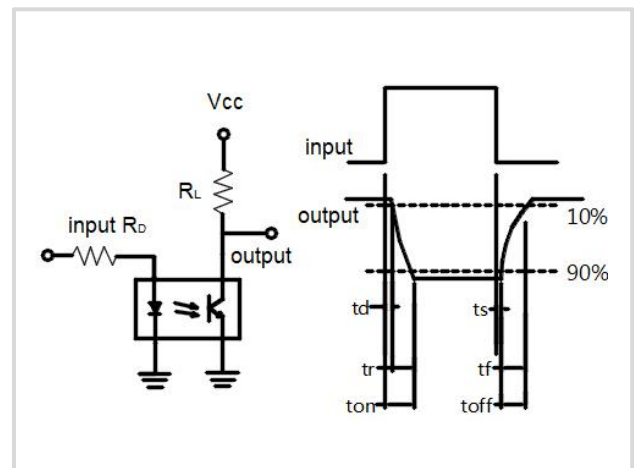 Vcc
RL
input RD
output
input
output
10%
90%
td
ts
tr
tf
ton
toff